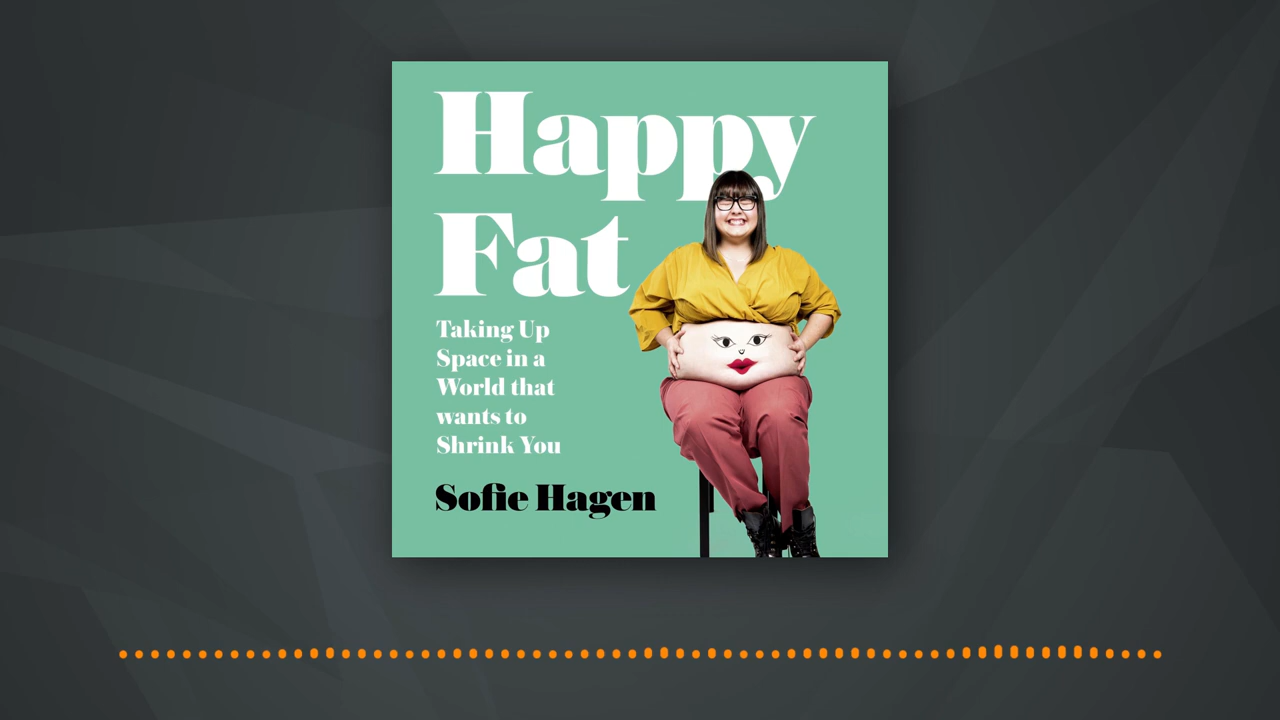 Happy
Fat
Taking Up
Space in a
World that
wants to
Shrink You
Sofie Hagen